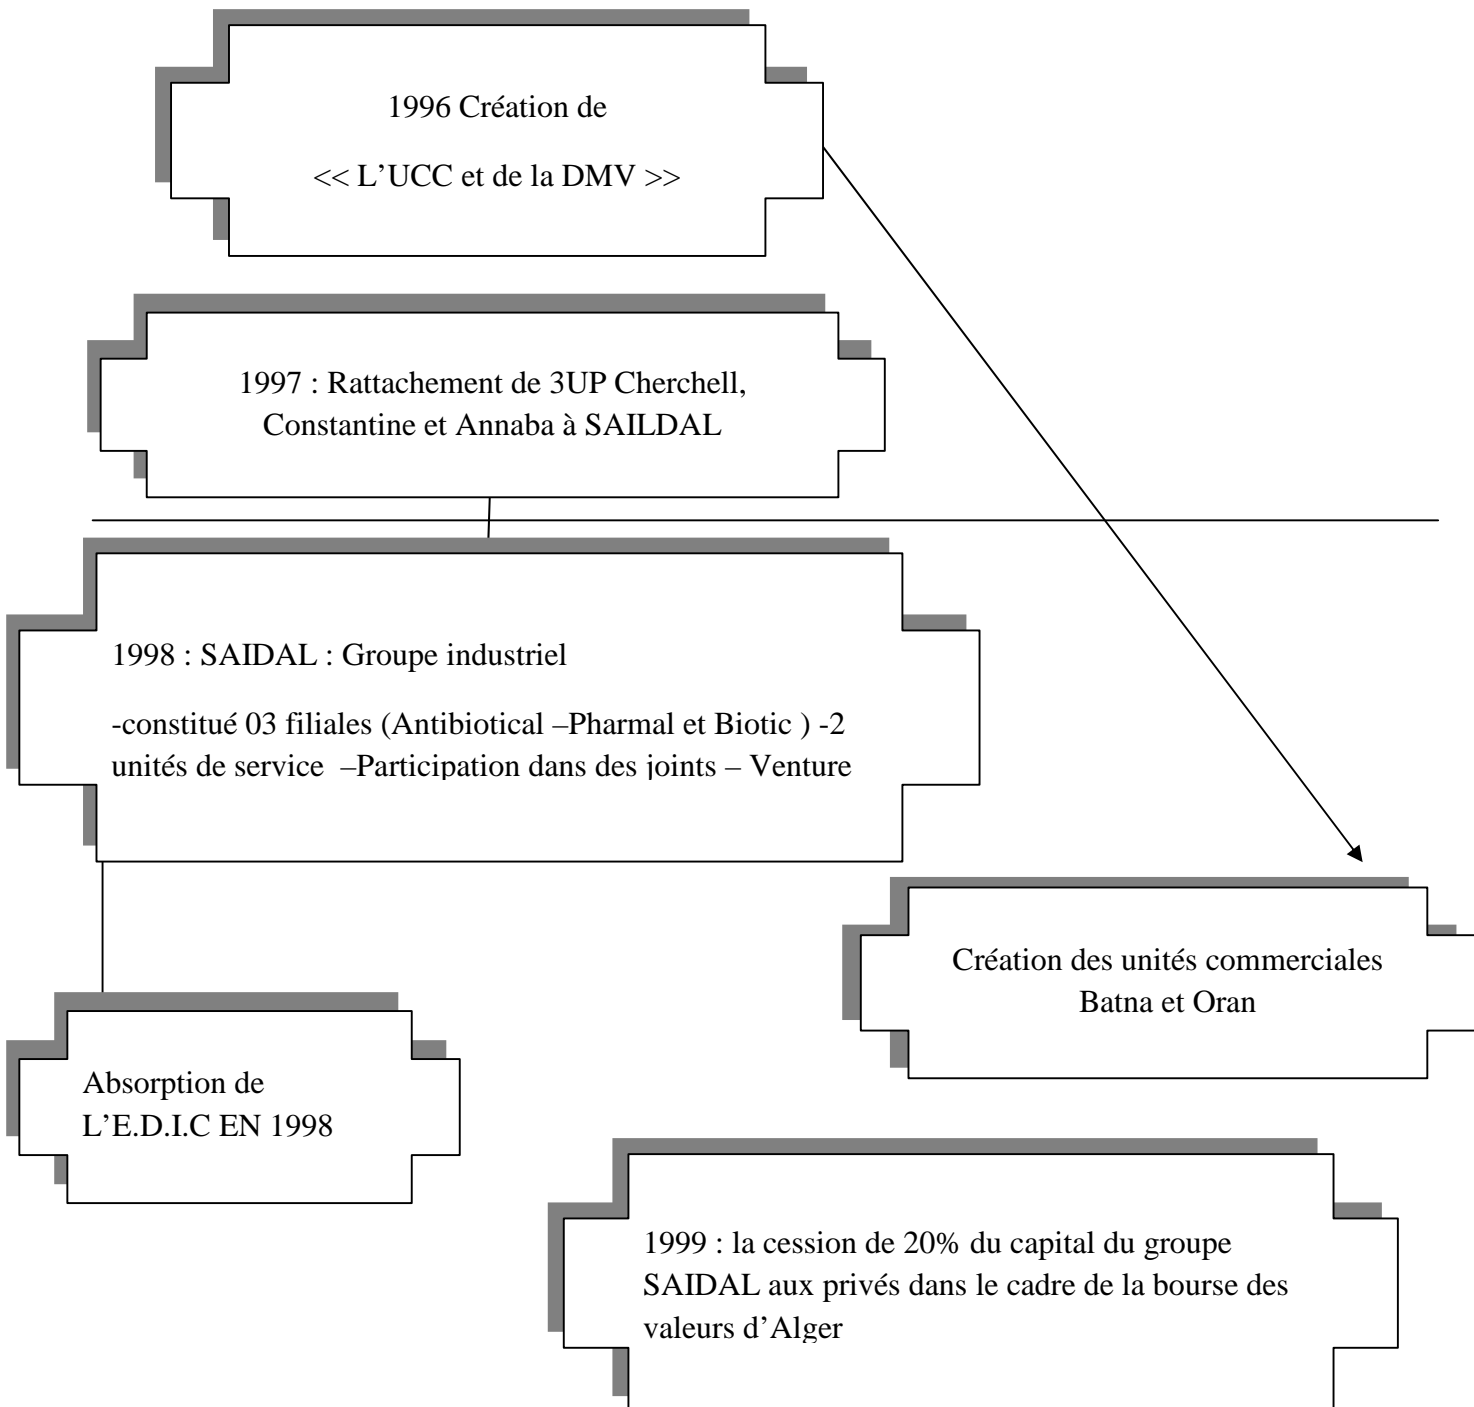 1996 Création de
<< L’UCC et de la DMV >>
1997 : Rattachement de 3UP Cherchell,
Constantine et Annaba à SAILDAL
1998 : SAIDAL : Groupe industriel
-constitué 03 filiales (Antibiotical –Pharmal et Biotic ) -2
unités de service –Participation dans des joints – Venture
Création des unités commerciales
Batna et Oran
Absorption de
L’E.D.I.C EN 1998
1999 : la cession de 20% du capital du groupe
SAIDAL aux privés dans le cadre de la bourse des
valeurs d’Alger